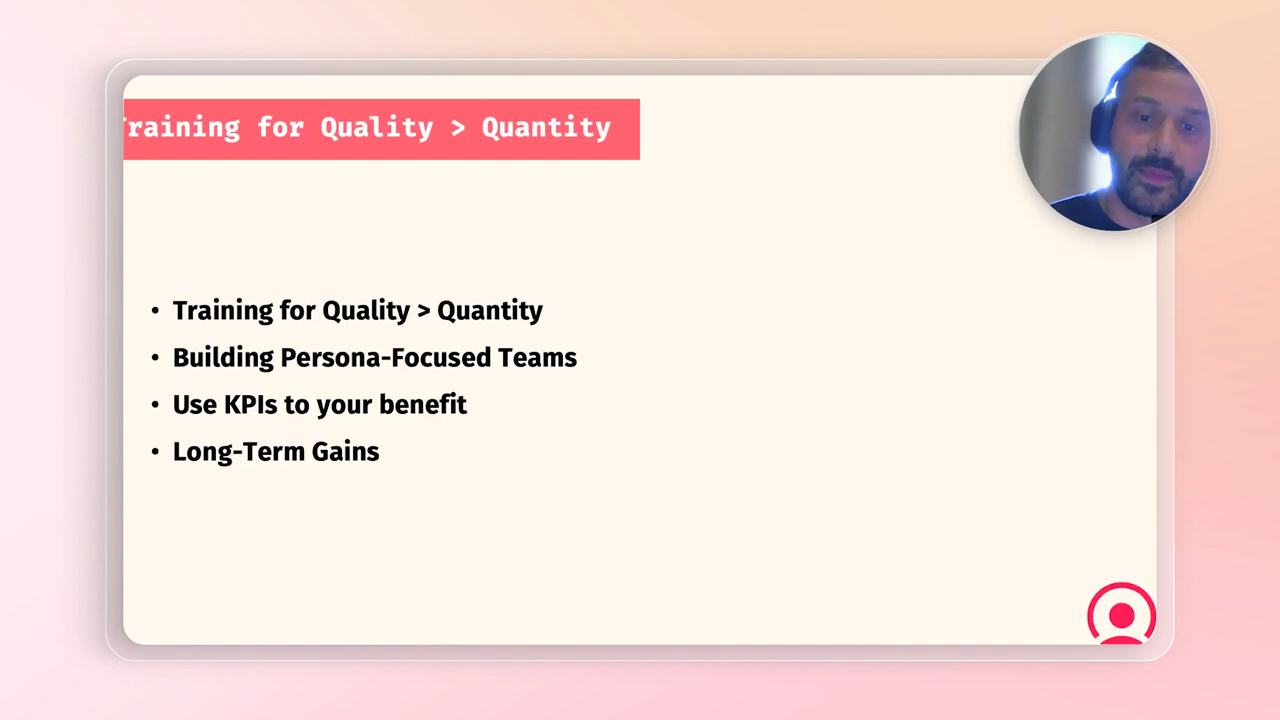 Training for Quality > Quantity
• Training for Quality > Quantity
• Building Persona-Focused Teams
• Use KPIs to your benefit
• Long-Term Gains